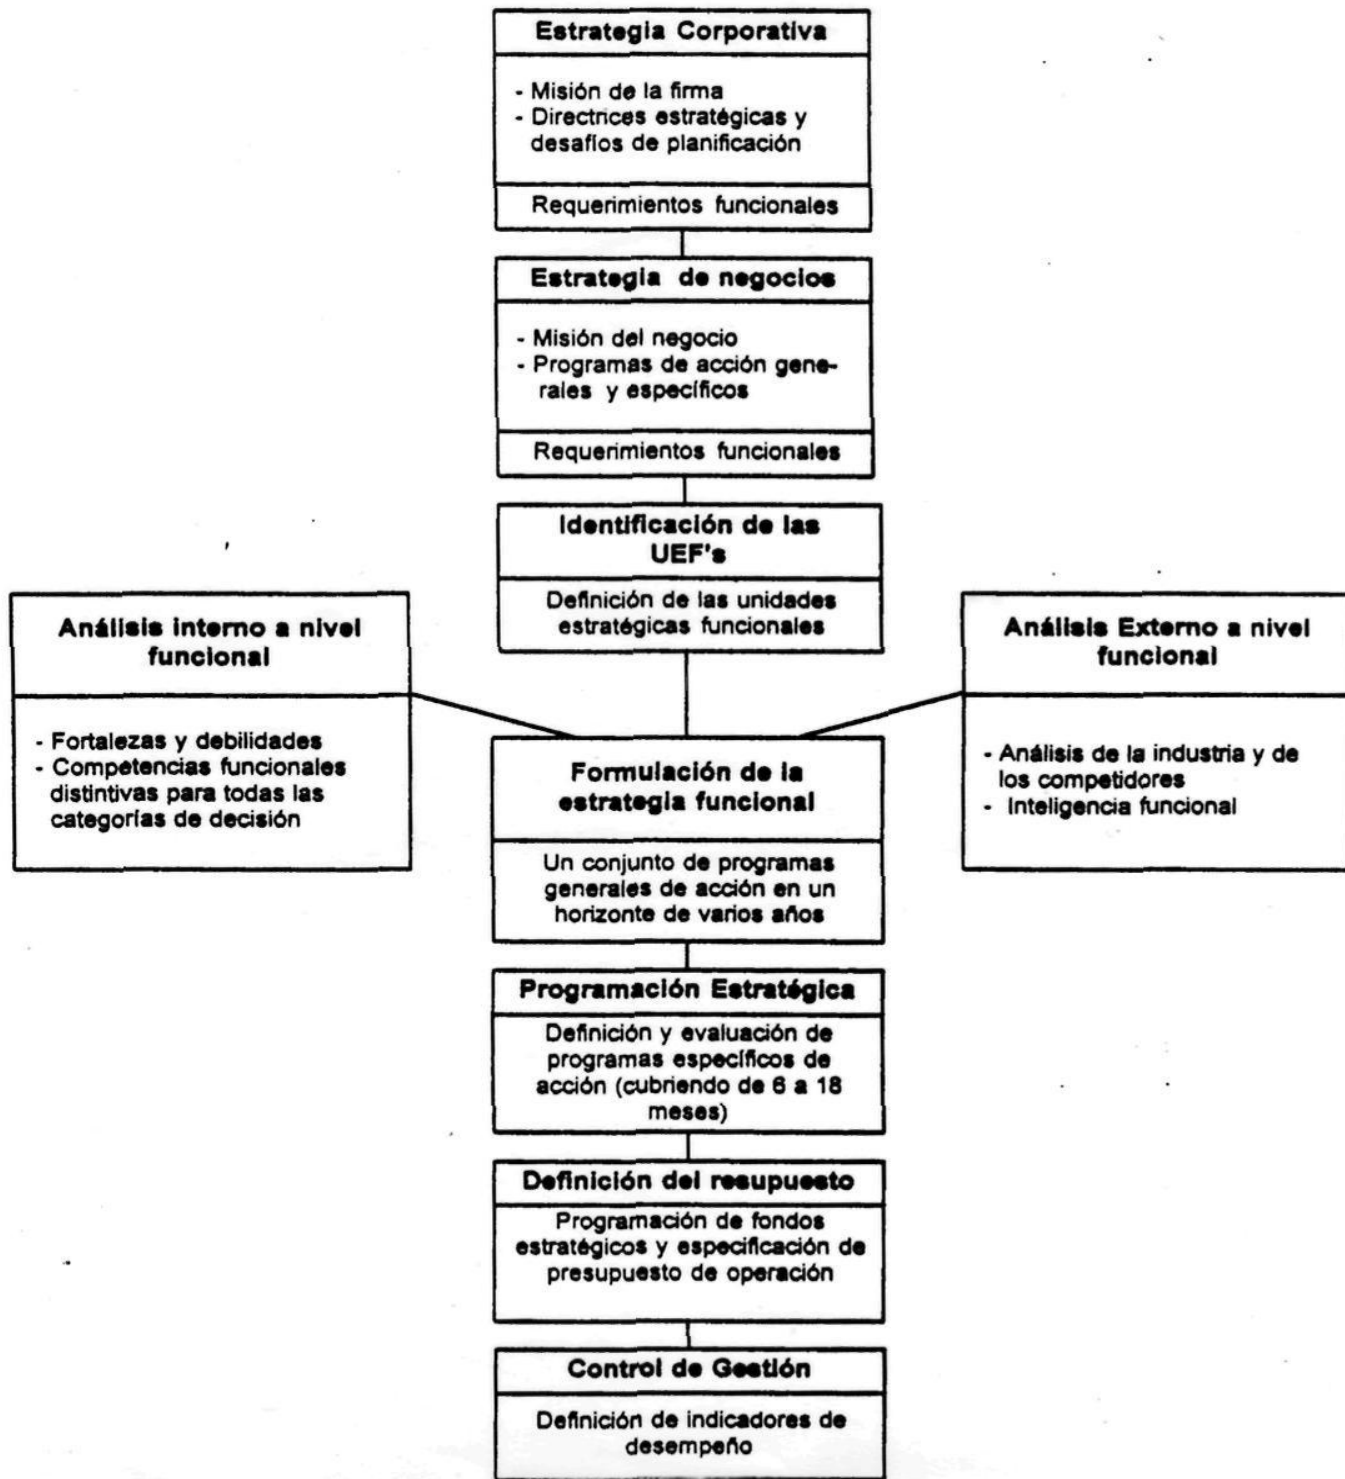 Estrategia Corporativa
- Misión de la firma
- Directrices estratégicas y
desafíos de planificación
Requerimientos funcionales
Estrategia de negocios
- Misión del negocio
- Programas de acción gene-
rales y específicos
Requerimientos funcionales
Identificación de las
UEF's
Definición de las unidades
estratégicas funcionales
Análisis interno a nivel
funcional
- Fortalezas y debilidades
- Competencias funcionales
distintivas para todas las
categorías de decisión
Análisis Externo a nivel
funcional
- Análisis de la industria y de
los competidores
- Inteligencia funcional
Formulación de la
estrategia funcional
Un conjunto de programas
generales de acción en un
horizonte de varios años
Programación Estratégica
Definición y evaluación de
programas específicos de
acción (cubriendo de 6 a 18
meses)
Definición del resupuesto
Programación de fondos
estratégicos y especificación de
presupuesto de operación
Control de Gestión
Definición de indicadores de
desempeño